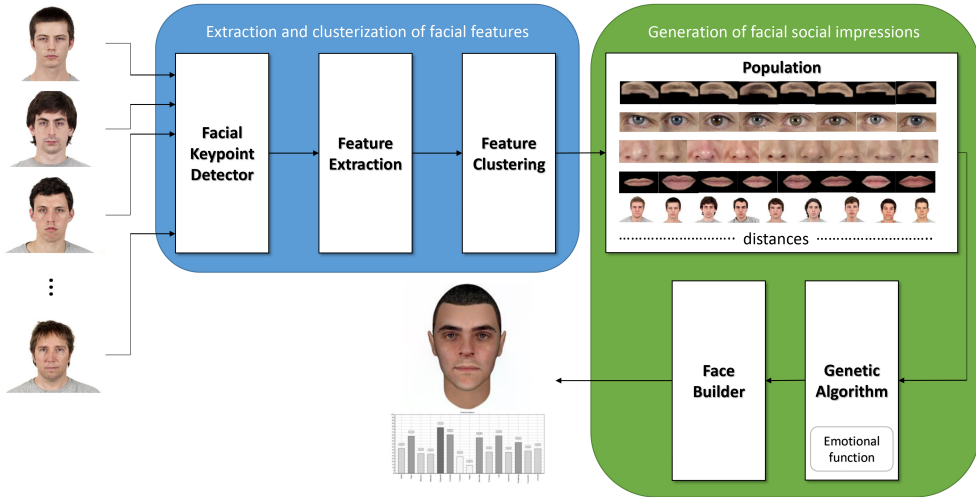 Extraction and clusterization of facial features
Generation of facial social impressions
Facial
Keypoint
Detector
Feature
Extraction
Feature
Clustering
Population
distances
Face
Builder
Genetic
Algorithm
Emotional
function